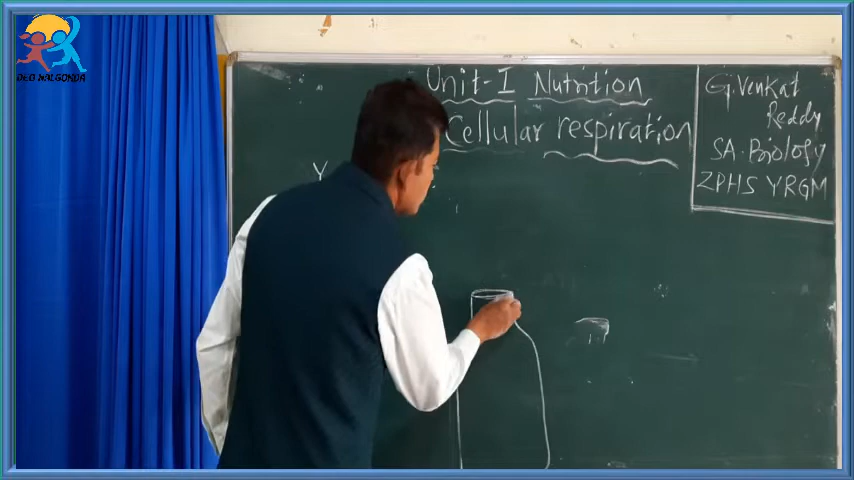 DEO NALGONDA
Unit-I Nutrition
Cellular respiration
G.Venkat
Reddy
SA.Biology
ZPHS YRGM
Y